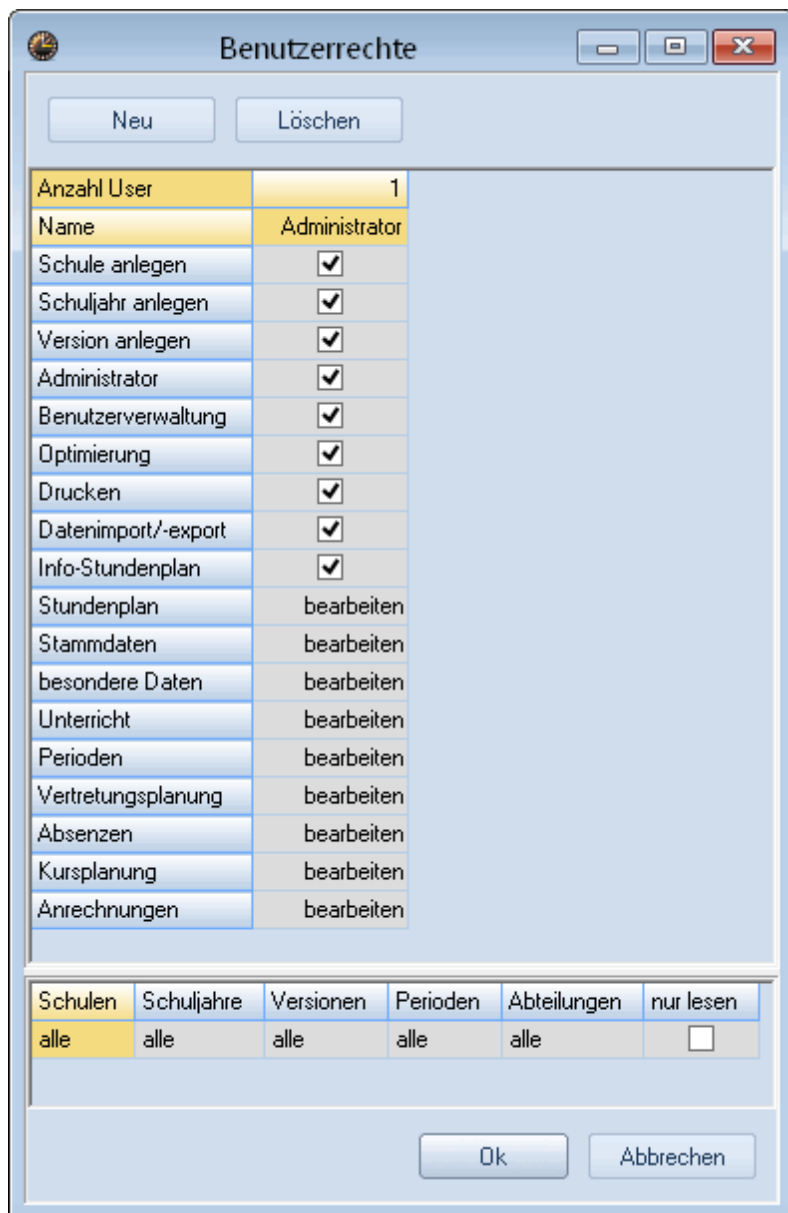 Benutzerrechte
Neu Löschen
Anzahl User 1
Name Administrator
Schule anlegen
Schuljahr anlegen
Version anlegen
Administrator
Benutzerverwaltung
Optimierung
Drucken
Datenimport/-export
Info-Stundenplan
Stundenplan bearbeiten
Stammdaten bearbeiten
besondere Daten bearbeiten
Unterricht bearbeiten
Perioden bearbeiten
Vertretungsplanung bearbeiten
Absenzen bearbeiten
Kursplanung bearbeiten
Anrechnungen bearbeiten
Schulen Schuljahre Versionen Perioden Abteilungen nur lesen
alle alle alle alle alle
Ok Abbrechen